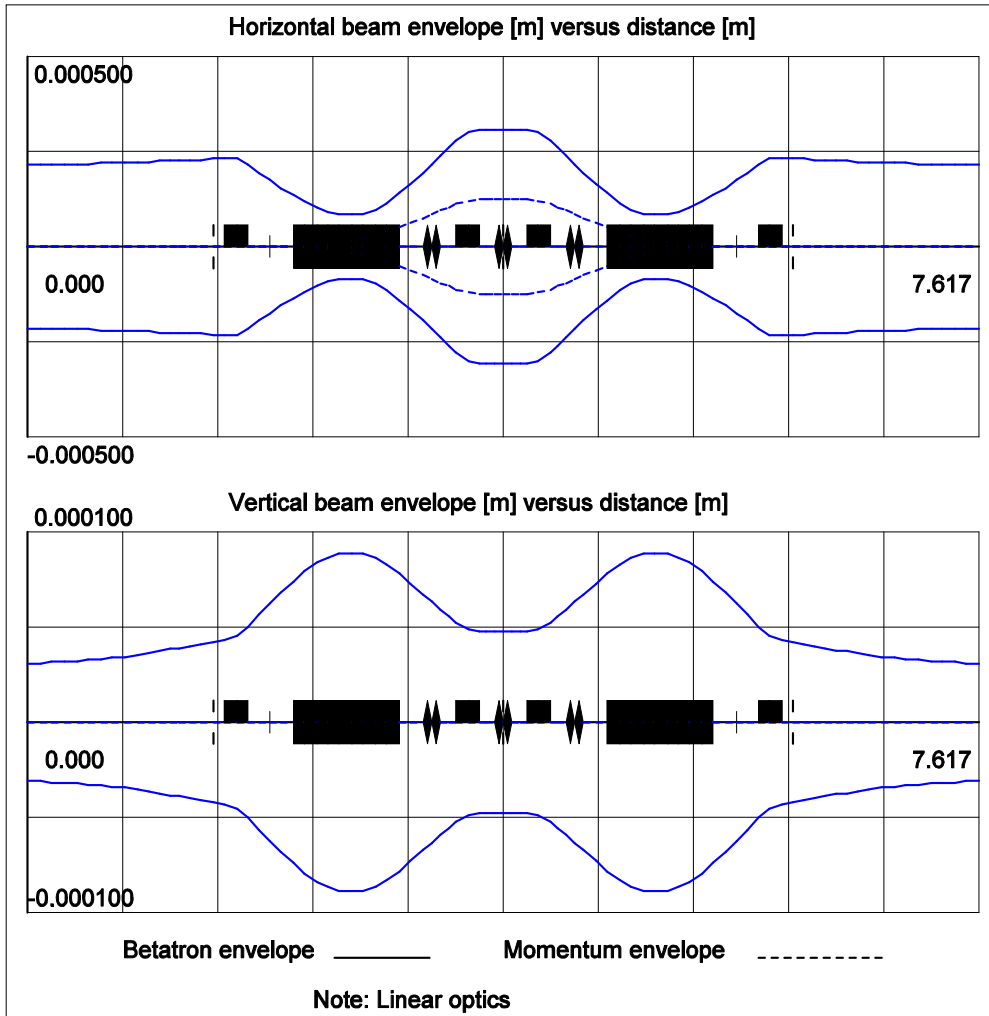 Horizontal beam envelope [m] versus distance [m]
0.000500
0.000 7.617
-0.000500
Vertical beam envelope [m] versus distance [m]
0.000100
0.000 7.617
-0.000100
Betatron envelope Momentum envelope
Note: Linear optics